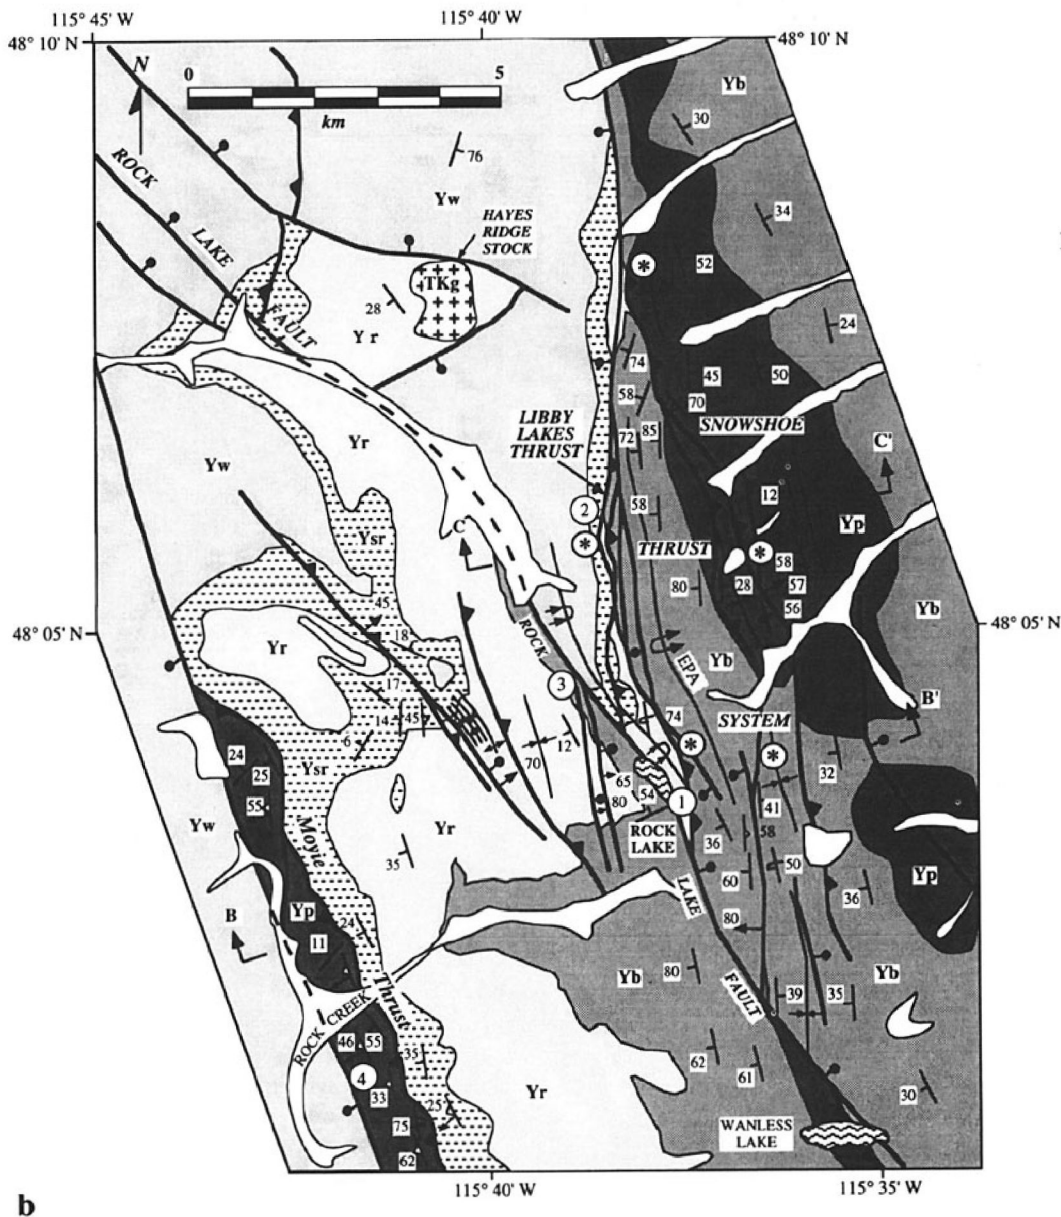 115° 45' W
115° 40' W
48° 10' N
48° 10' N
N
0
5
km
Yb
30
76
ROCK
Yw
HAYES
RIDGE
STOCK
34
LAKE
*
52
TKg
28
FAULT
Yr
24
74
45
50
58
70
LIBBY
LAKES
THRUST
SNOWSHOE
Yr
72
85
C'
Yw
12
2
58
Ysr
C
Yp
*
THRUST
*
58
80
28
57
56
45
48° 05' N
48° 05' N
18
ROCK
Yr
EPA
Yb
Yb
17
3
B'
SYSTEM
14
45
74
6
12
*
*
24
Ysr
70
32
25
65
55
80
54
1
41
Yw
Moyie
Yr
ROCK
LAKE
36
58
35
50
60
Yp
LAKE
36
Yp
B
24
80
11
Yb
80
Yb
FAULT
Thrust
39
35
ROCK CREEK
46
55
35
62
61
4
33
Yr
30
25
75
WANLESS
LAKE
62
115° 40' W
115° 35' W
b